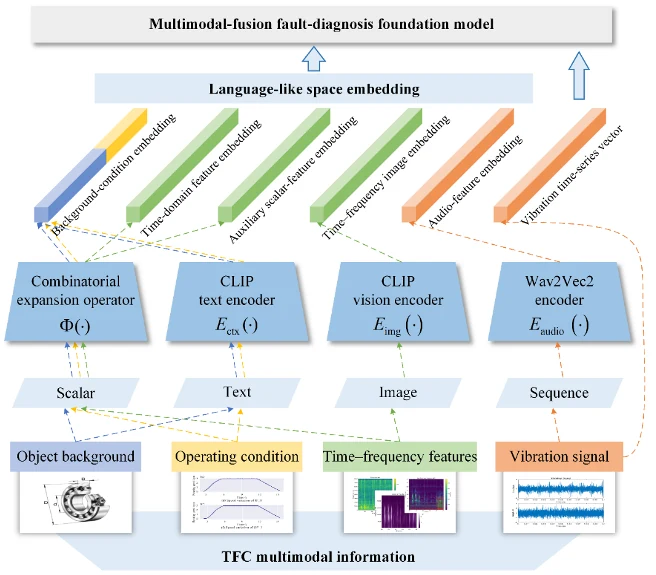 Multimodal-fusion fault-diagnosis foundation model
Language-like space embedding
Background-condition embedding
Time-domain feature embedding
Auxiliary scalar-feature embedding
Time–frequency image embedding
Audio-feature embedding
Vibration time-series vector
Combinatorial
expansion operator
Φ(·)
CLIP
text encoder
E_ctx(·)
CLIP
vision encoder
E_img(·)
Wav2Vec2
encoder
E_audio(·)
Scalar
Text
Image
Sequence
Object background
Operating condition
Time–frequency features
Vibration signal
TFC multimodal information